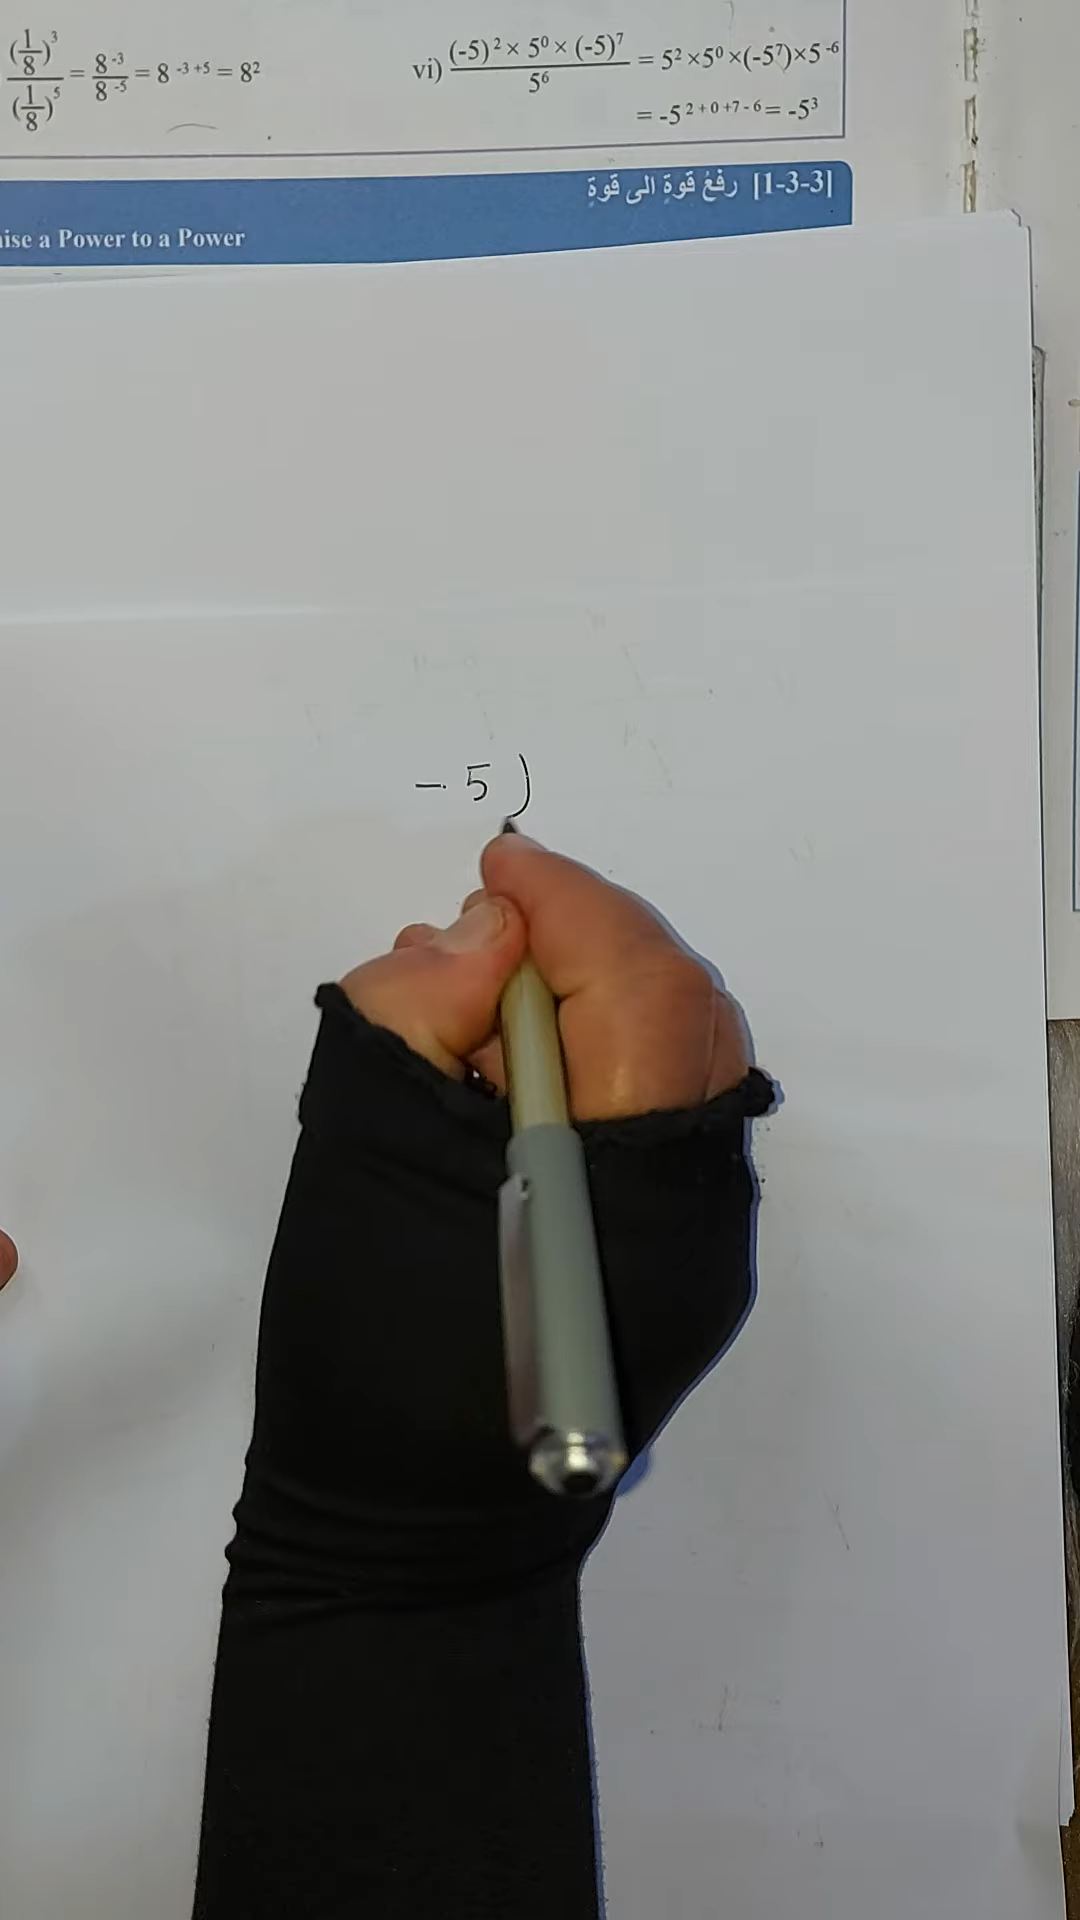 (1/8)³ / (1/8)⁵ = 8⁻³ / 8⁻⁵ = 8⁻³⁺⁵ = 8²
vi) (-5)² × 5⁰ × (-5)⁷ / 5⁶ = 5² ×5⁰ ×(-5⁷)×5⁻⁶
= -5²⁺⁰⁺⁷⁻⁶ = -5³
[1-3-3] رفعُ قوةٍ الى قوةٍ
a Power to a Power
- 5 )